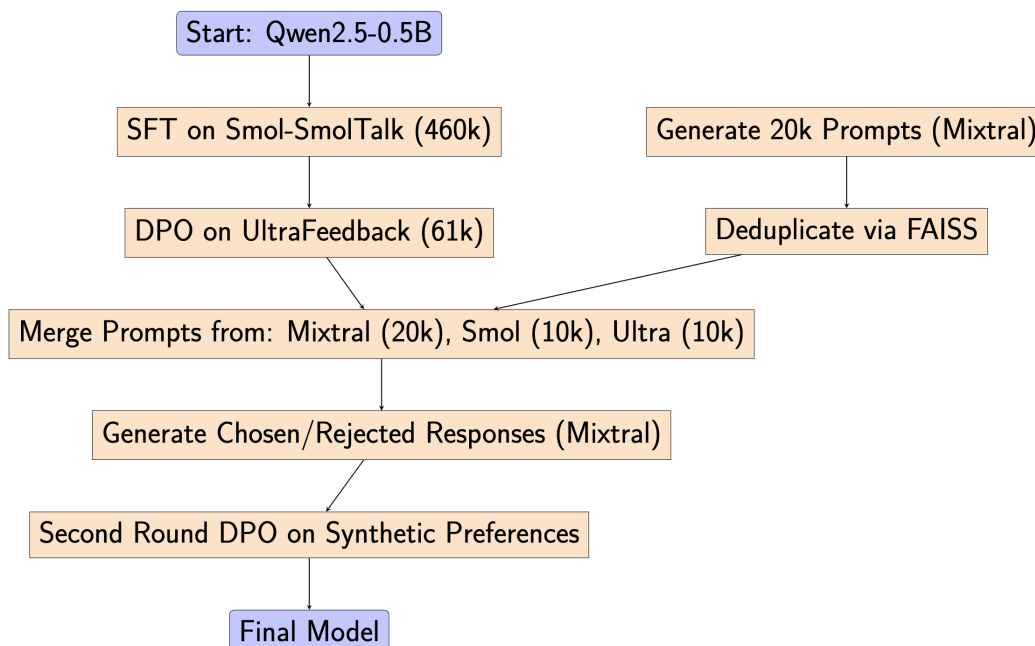 Start: Qwen2.5-0.5B
SFT on Smol-SmolTalk (460k)
Generate 20k Prompts (Mixtral)
DPO on UltraFeedback (61k)
Deduplicate via FAISS
Merge Prompts from: Mixtral (20k), Smol (10k), Ultra (10k)
Generate Chosen/Rejected Responses (Mixtral)
Second Round DPO on Synthetic Preferences
Final Model